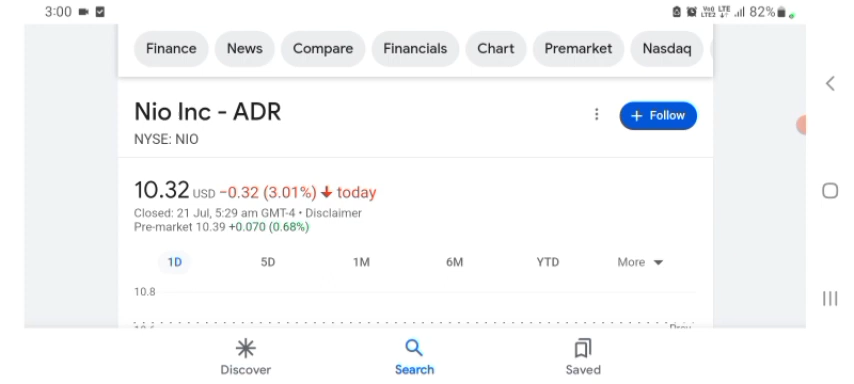 3:00 82%
Finance News Compare Financials Chart Premarket Nasdaq
Nio Inc - ADR
+ Follow
NYSE: NIO
10.32 USD -0.32 (3.01%) ↓ today
Closed: 21 Jul, 5:29 am GMT-4 • Disclaimer
Pre-market 10.39 +0.070 (0.68%)
1D 5D 1M 6M YTD More
10.8
Discover Search Saved